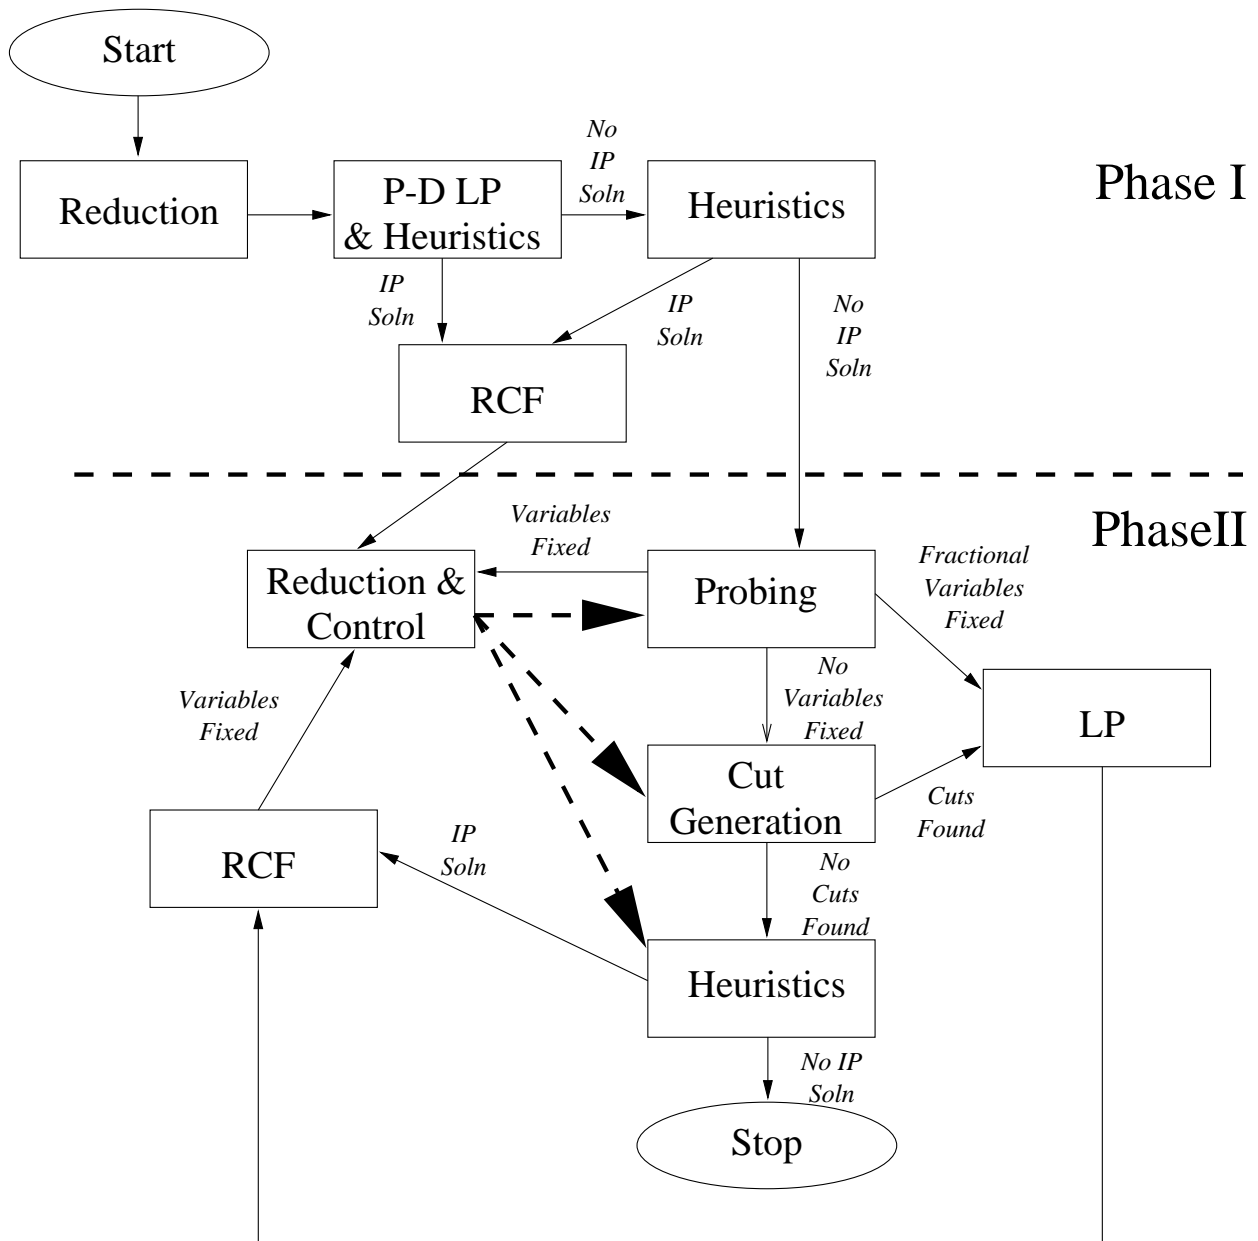 Start
Reduction
P-D LP
& Heuristics
No
IP
Soln
Heuristics
Phase I
IP
Soln
IP
Soln
No
IP
Soln
RCF
PhaseII
Variables
Fixed
Reduction &
Control
Probing
Fractional
Variables
Fixed
No
Variables
Fixed
Variables
Fixed
LP
Cut
Generation
Cuts
Found
RCF
IP
Soln
No
Cuts
Found
Heuristics
No IP
Soln
Stop